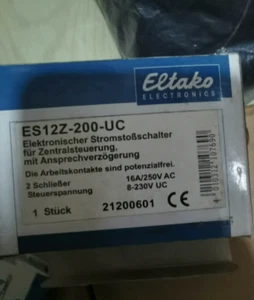 Eltako
ELECTRONICS
ES12Z-200-UC
Elektronischer Stromstoßschalter
für Zentralsteuerung,
mit Ansprechverzögerung
Die Arbeitskontakte sind potenzialfrei.
2 Schließer 16A/250V AC
Steuerspannung 8-230V UC
1 Stück 21200601 CE